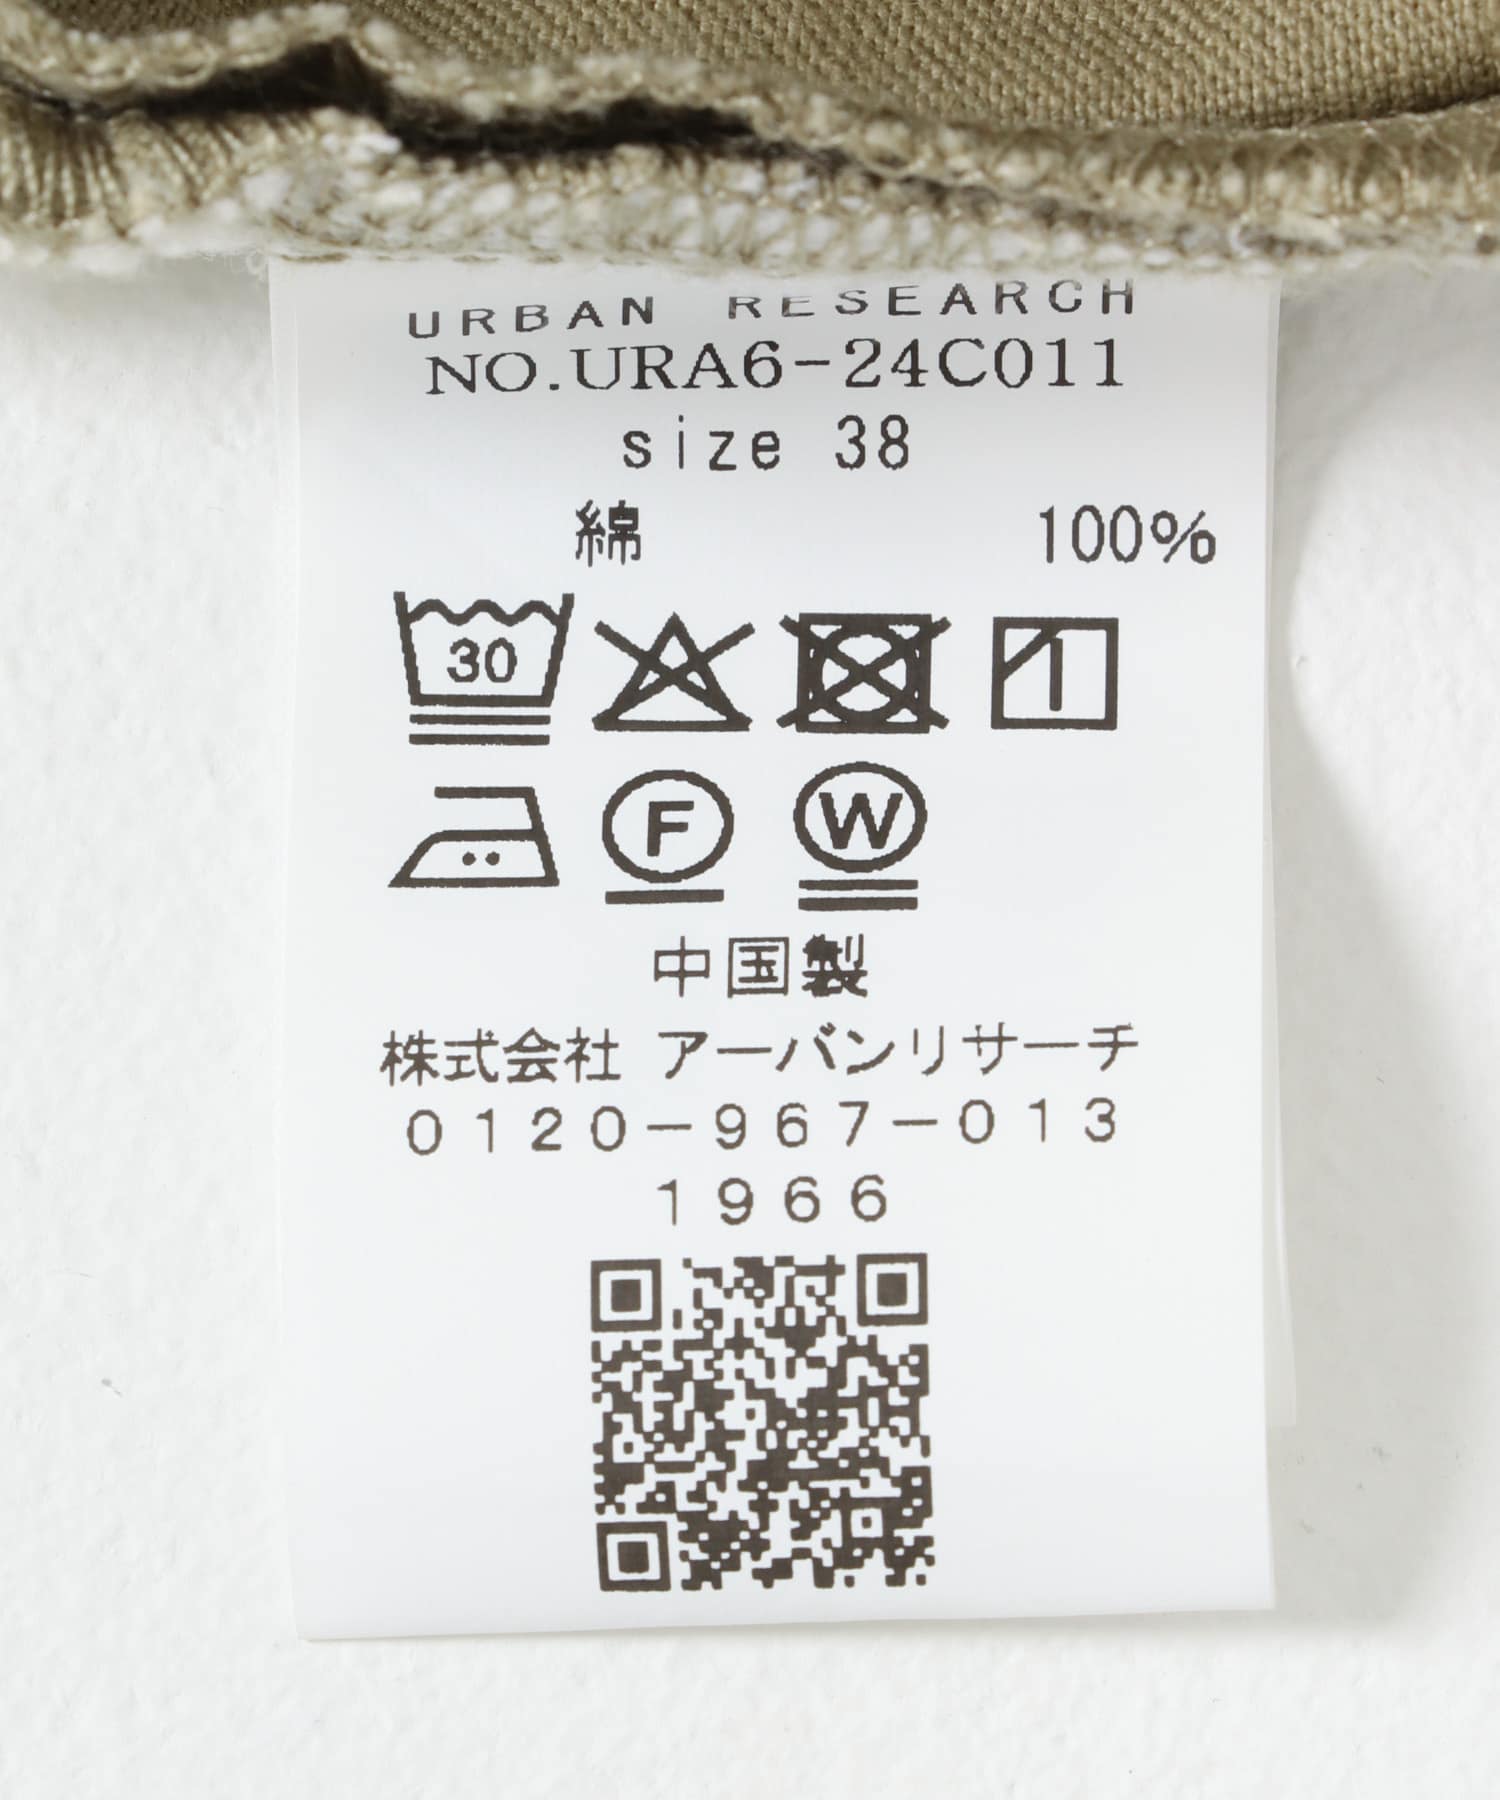 URBAN RESEARCH
NO.URA6-24C011
size 38
綿 100%
30
F W
中国製
株式会社 アーバンリサーチ
0120-967-013
1966